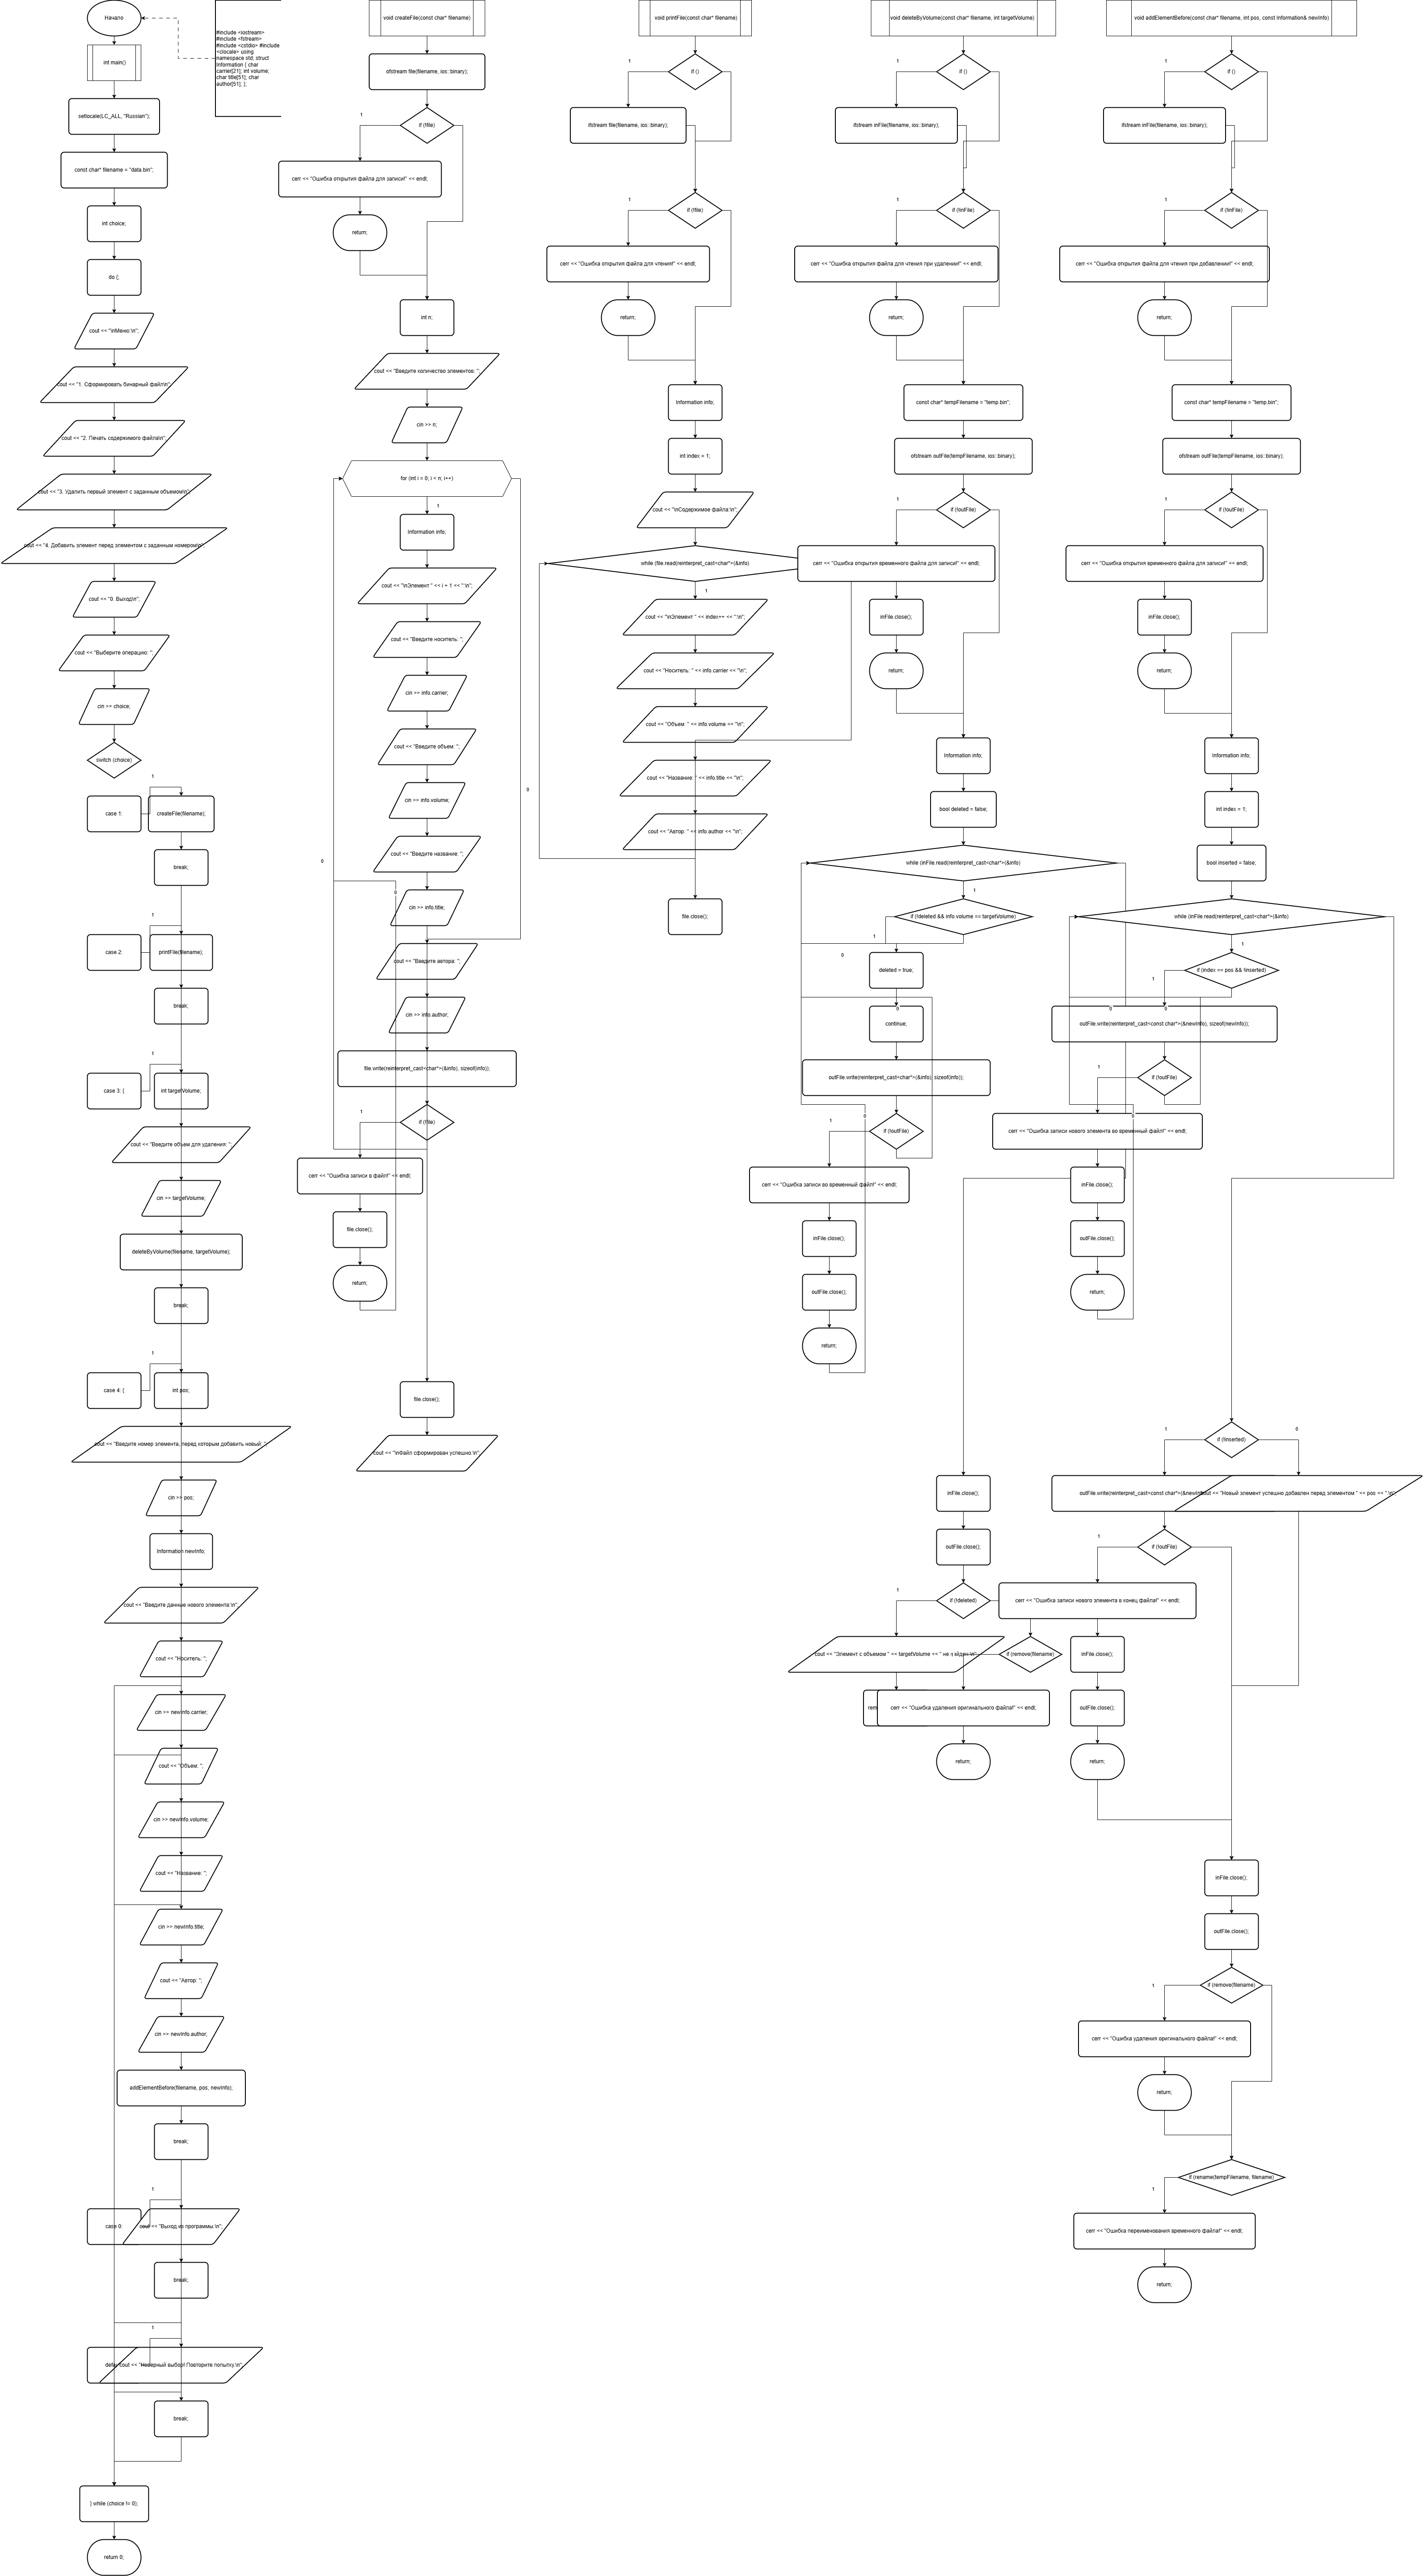 Начало
int main()
#include <iostream>
#include <fstream>
#include <cstdio> #include
<clocale> using
namespace std; struct
Information { char
carrier[21]; int volume;
char title[51]; char
author[51]; };
setlocale(LC_ALL, "Russian");
const char* filename = "data.bin";
int choice;
do {;
cout << "\nМеню:\n";
cout << "1. Сформировать бинарный файл\n";
cout << "2. Печать содержимого файла\n";
cout << "3. Удалить первый элемент с заданным объемом\n";
cout << "4. Добавить элемент перед элементом с заданным номером\n";
cout << "0. Выход\n";
cout << "Выберите операцию: ";
cin >> choice;
switch (choice)
1
case 1:
createFile(filename);
break;
1
case 2:
printFile(filename);
break;
1
case 3: {
int targetVolume;
cout << "Введите объем для удаления: ";
cin >> targetVolume;
deleteByVolume(filename, targetVolume);
break;
1
case 4: {
int pos;
cout << "Введите номер элемента, перед которым добавить новый: ";
cin >> pos;
Information newInfo;
cout << "Введите данные нового элемента:\n";
cout << "Носитель: ";
cin >> newInfo.carrier;
cout << "Объем: ";
cin >> newInfo.volume;
cout << "Название: ";
cin >> newInfo.title;
cout << "Автор: ";
cin >> newInfo.author;
addElementBefore(filename, pos, newInfo);
break;
1
case 0:
cout << "Выход из программы.\n";
break;
1
cout << "Неверный выбор! Повторите попытку.\n";
break;
} while (choice != 0);
return 0;
void createFile(const char* filename)
ofstream file(filename, ios::binary);
1
if (!file)
cerr << "Ошибка открытия файла для записи!" << endl;
return;
int n;
cout << "Введите количество элементов: ";
cin >> n;
for (int i = 0; i < n; i++)
1
Information info;
cout << "\nЭлемент " << i + 1 << ":\n";
cout << "Введите носитель: ";
cin >> info.carrier;
cout << "Введите объем: ";
cin >> info.volume;
0
cout << "Введите название: ";
0
0
cin >> info.title;
cout << "Введите автора: ";
cin >> info.author;
file.write(reinterpret_cast<char*>(&info), sizeof(info));
1
if (!file)
cerr << "Ошибка записи в файл!" << endl;
file.close();
return;
file.close();
cout << "\nФайл сформирован успешно.\n";
void printFile(const char* filename)
1
if ()
ifstream file(filename, ios::binary);
1
if (!file)
cerr << "Ошибка открытия файла для чтения!" << endl;
return;
Information info;
int index = 1;
cout << "\nСодержимое файла:\n";
while (file.read(reinterpret_cast<char*>(&info)
1
cout << "\nЭлемент " << index++ << ":\n";
cout << "Носитель: " << info.carrier << "\n";
cout << "Объем: " << info.volume << "\n";
cout << "Название: " << info.title << "\n";
cout << "Автор: " << info.author << "\n";
file.close();
void deleteByVolume(const char* filename, int targetVolume)
1
if ()
ifstream inFile(filename, ios::binary);
1
if (!inFile)
cerr << "Ошибка открытия файла для чтения при удалении!" << endl;
return;
const char* tempFilename = "temp.bin";
ofstream outFile(tempFilename, ios::binary);
1
if (!outFile)
cerr << "Ошибка открытия временного файла для записи!" << endl;
inFile.close();
return;
Information info;
bool deleted = false;
while (inFile.read(reinterpret_cast<char*>(&info)
1
if (!deleted && info.volume == targetVolume)
1
0
deleted = true;
0
continue;
outFile.write(reinterpret_cast<char*>(&info), sizeof(info));
0
1
if (!outFile)
cerr << "Ошибка записи во временный файл!" << endl;
inFile.close();
outFile.close();
return;
inFile.close();
outFile.close();
1
if (!deleted)
cout << "Элемент с объемом " << targetVolume << " не найден.\n";
if (remove(filename)
cerr << "Ошибка удаления оригинального файла!" << endl;
return;
void addElementBefore(const char* filename, int pos, const Information& newInfo)
1
if ()
ifstream inFile(filename, ios::binary);
1
if (!inFile)
cerr << "Ошибка открытия файла для чтения при добавлении!" << endl;
return;
const char* tempFilename = "temp.bin";
ofstream outFile(tempFilename, ios::binary);
1
if (!outFile)
cerr << "Ошибка открытия временного файла для записи!" << endl;
inFile.close();
return;
Information info;
int index = 1;
bool inserted = false;
while (inFile.read(reinterpret_cast<char*>(&info)
1
if (index == pos && !inserted)
1
0
0
outFile.write(reinterpret_cast<const char*>(&newInfo), sizeof(newInfo));
1
if (!outFile)
0
cerr << "Ошибка записи нового элемента во временный файл!" << endl;
inFile.close();
outFile.close();
return;
1
0
if (!inserted)
outFile.write(reinterpret_cast<const char*>(&newInfo
cout << "Новый элемент успешно добавлен перед элементом " << pos << ".\n";
1
if (!outFile)
cerr << "Ошибка записи нового элемента в конец файла!" << endl;
inFile.close();
outFile.close();
return;
inFile.close();
outFile.close();
1
if (remove(filename)
cerr << "Ошибка удаления оригинального файла!" << endl;
return;
1
if (rename(tempFilename, filename)
cerr << "Ошибка переименования временного файла!" << endl;
return;